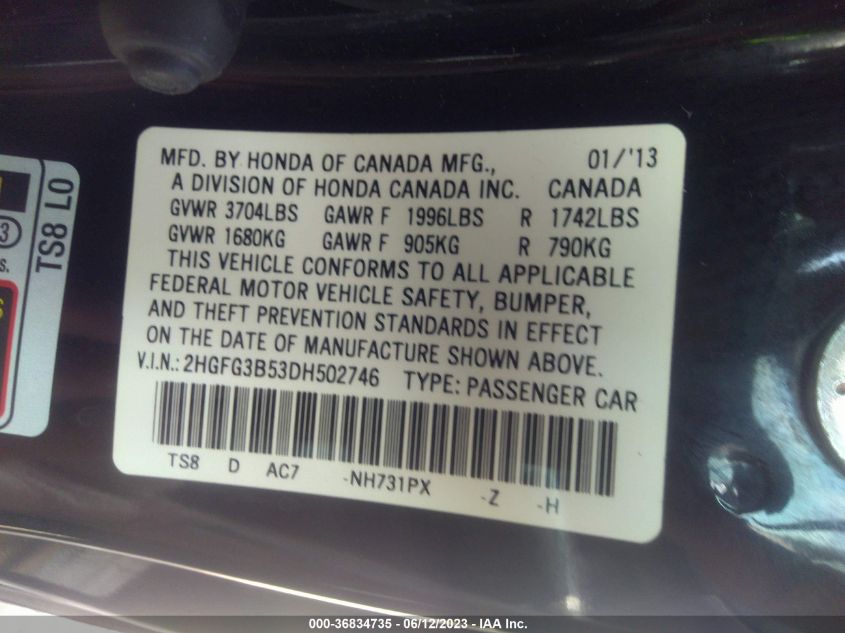 MFD. BY HONDA OF CANADA MFG., 01/'13
A DIVISION OF HONDA CANADA INC. CANADA
GVWR 3704LBS GAWR F 1996LBS R 1742LBS
GVWR 1680KG GAWR F 905KG R 790KG
THIS VEHICLE CONFORMS TO ALL APPLICABLE
FEDERAL MOTOR VEHICLE SAFETY, BUMPER,
AND THEFT PREVENTION STANDARDS IN EFFECT
ON THE DATE OF MANUFACTURE SHOWN ABOVE.
V.I.N.: 2HGFG3B53DH502746 TYPE: PASSENGER CAR
TS8 D AC7 -NH731PX -Z -H
TS8 L0
3
S.
000-36834735 - 06/12/2023 - IAA Inc.